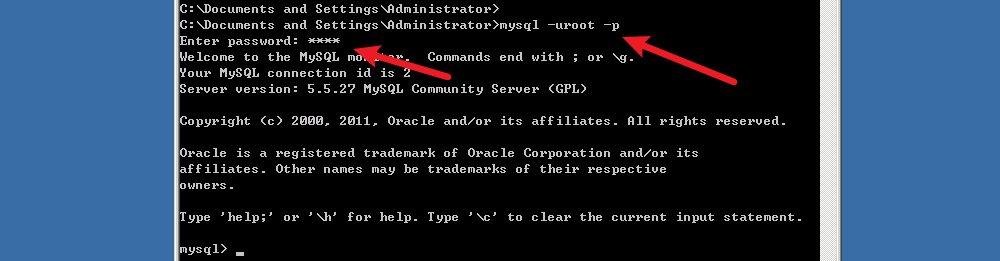 C:\Documents and Settings\Administrator>
C:\Documents and Settings\Administrator>mysql -uroot -p
Enter password: ****
Welcome to the MySQL monitor.  Commands end with ; or \g.
Your MySQL connection id is 2
Server version: 5.5.27 MySQL Community Server (GPL)
Copyright (c) 2000, 2011, Oracle and/or its affiliates. All rights reserved.
Oracle is a registered trademark of Oracle Corporation and/or its
affiliates. Other names may be trademarks of their respective
owners.
Type 'help;' or '\h' for help. Type '\c' to clear the current input statement.
mysql> _